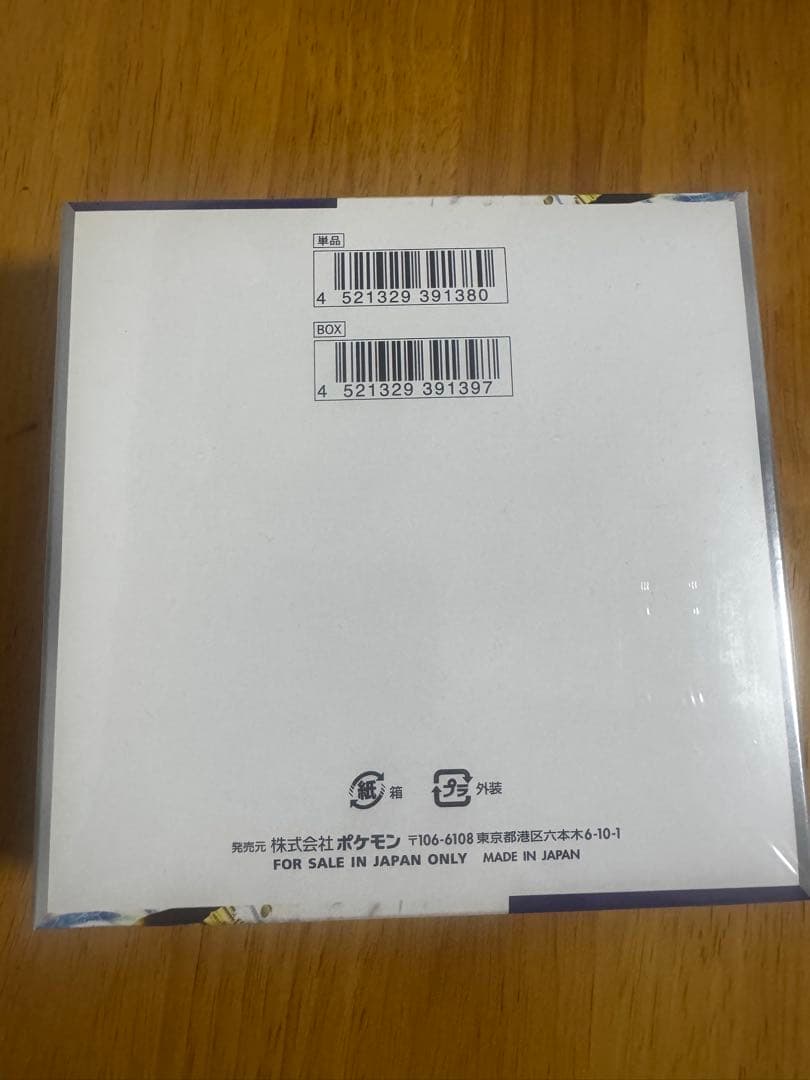 単品
4 521329 391380
BOX
4 521329 391397
紙 箱 プラ 外装
発売元 株式会社 ポケモン 〒106-6108 東京都港区六本木6-10-1
FOR SALE IN JAPAN ONLY MADE IN JAPAN